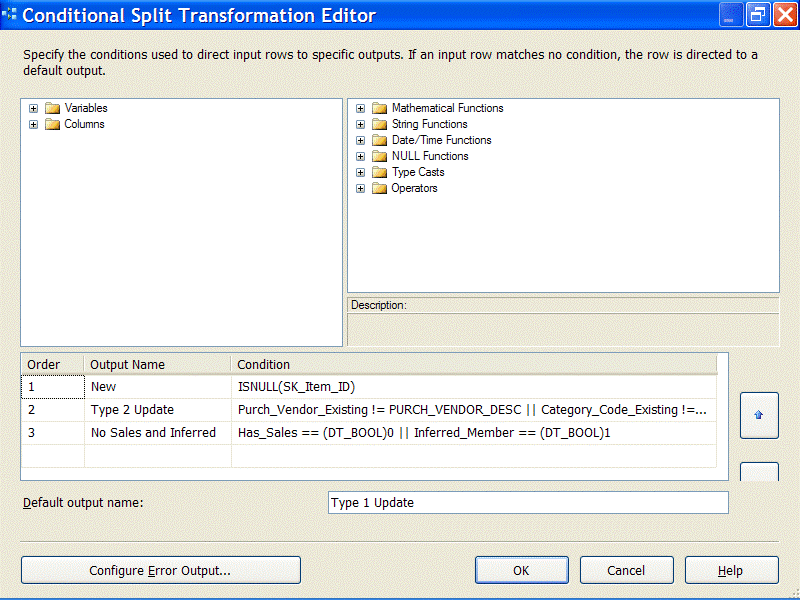 Conditional Split Transformation Editor
Specify the conditions used to direct input rows to specific outputs. If an input row matches no condition, the row is directed to a
default output.
Variables
Columns
Mathematical Functions
String Functions
Date/Time Functions
NULL Functions
Type Casts
Operators
Description:
Order Output Name Condition
1 New ISNULL(SK_Item_ID)
2 Type 2 Update Purch_Vendor_Existing != PURCH_VENDOR_DESC || Category_Code_Existing !=...
3 No Sales and Inferred Has_Sales == (DT_BOOL)0 || Inferred_Member == (DT_BOOL)1
Default output name: Type 1 Update
Configure Error Output... OK Cancel Help